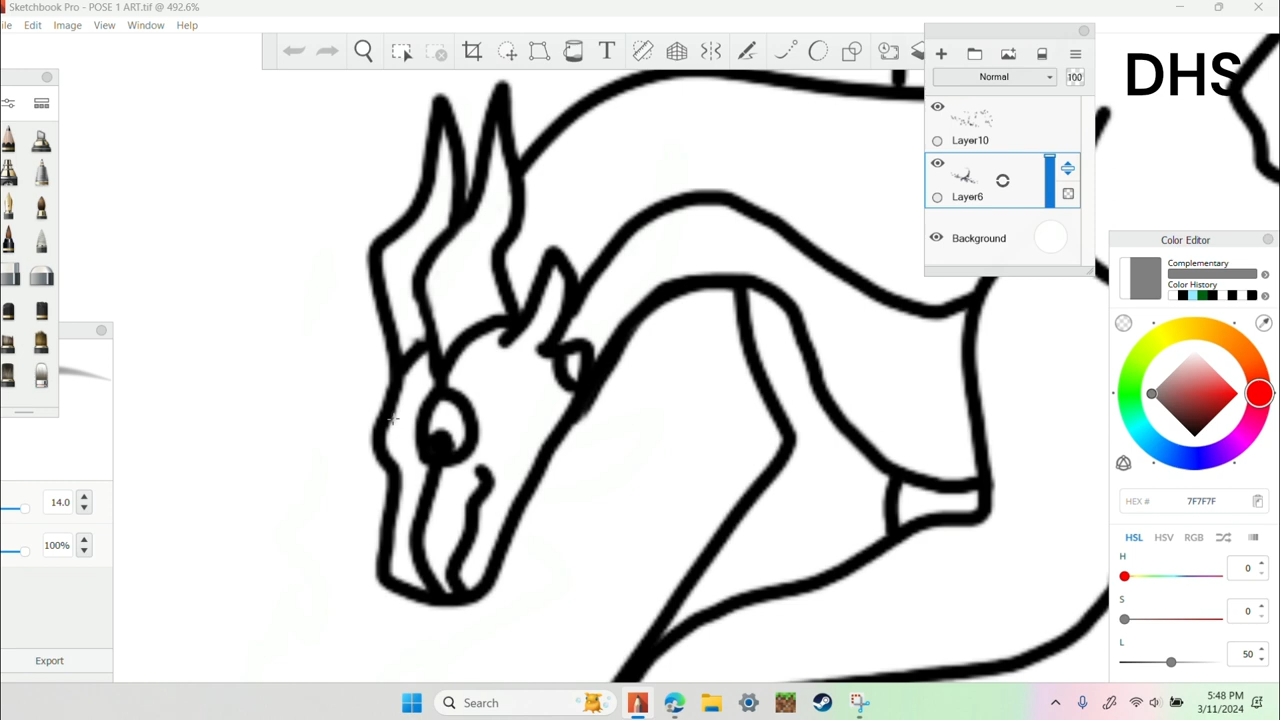 Sketchbook Pro - POSE 1 ART.tif @ 492.6%
ile Edit Image View Window Help
T
DHS
Normal
100
Layer10
Layer6
Background
Color Editor
Complementary
Color History
14.0
100%
HEX # 7F7F7F
HSL HSV RGB
H
0
S
0
L
50
Export
Search
5:48 PM
3/11/2024